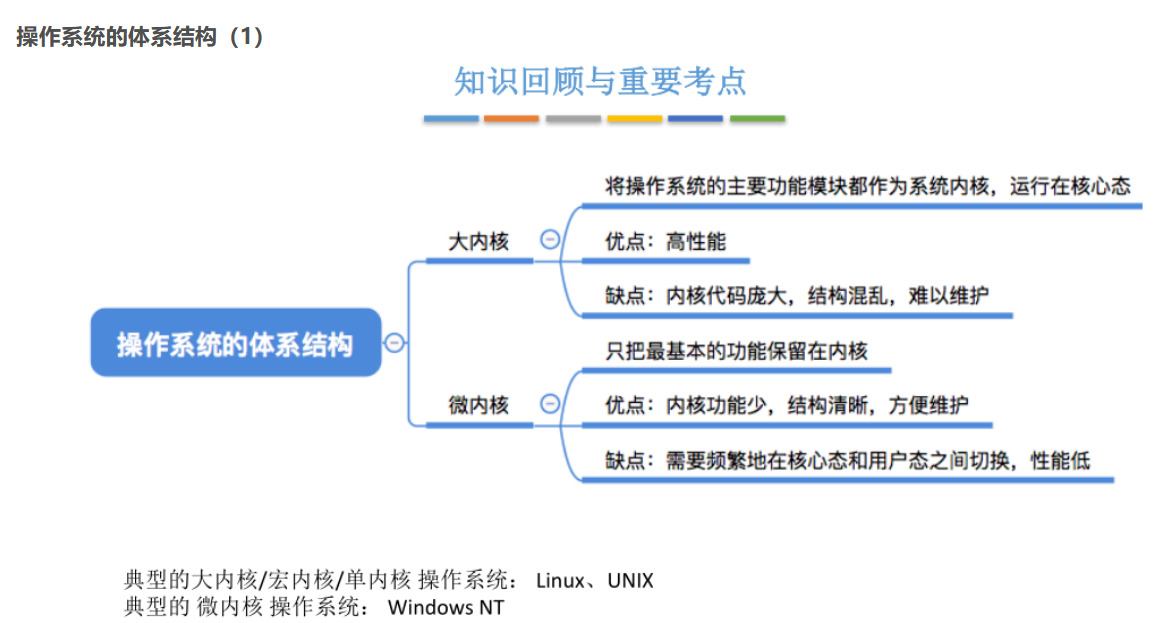 操作系统的体系结构（1）
知识回顾与重要考点
将操作系统的主要功能模块都作为系统内核，运行在核心态
大内核
优点：高性能
缺点：内核代码庞大，结构混乱，难以维护
操作系统的体系结构
只把最基本的功能保留在内核
微内核
优点：内核功能少，结构清晰，方便维护
缺点：需要频繁地在核心态和用户态之间切换，性能低
典型的大内核/宏内核/单内核 操作系统： Linux、UNIX
典型的 微内核 操作系统： Windows NT